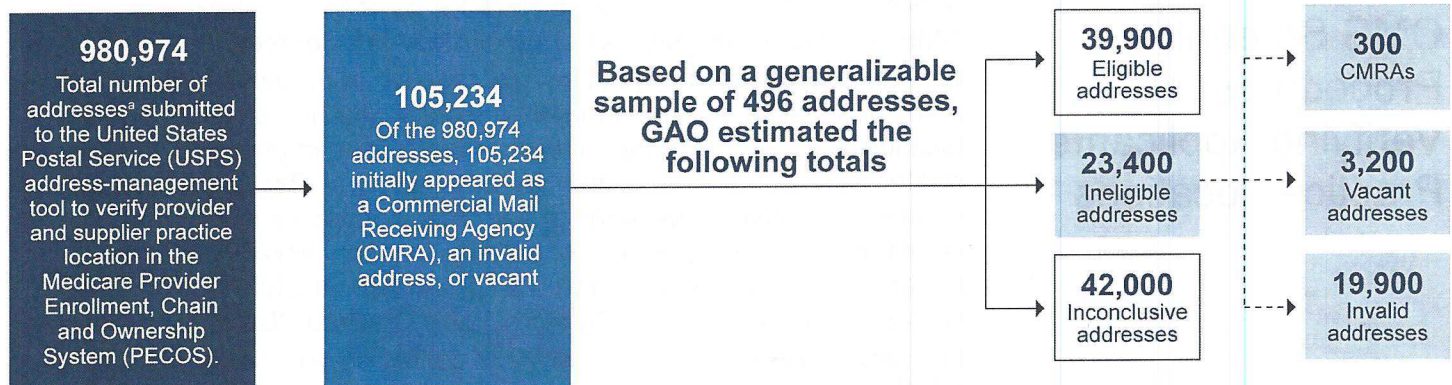 980,974
Total number of
addressesᵃ submitted
to the United States
Postal Service (USPS)
address-management
tool to verify provider
and supplier practice
location in the
Medicare Provider
Enrollment, Chain
and Ownership
System (PECOS).
105,234
Of the 980,974
addresses, 105,234
initially appeared as
a Commercial Mail
Receiving Agency
(CMRA), an invalid
address, or vacant
Based on a generalizable
sample of 496 addresses,
GAO estimated the
following totals
39,900
Eligible
addresses
23,400
Ineligible
addresses
42,000
Inconclusive
addresses
300
CMRAs
3,200
Vacant
addresses
19,900
Invalid
addresses